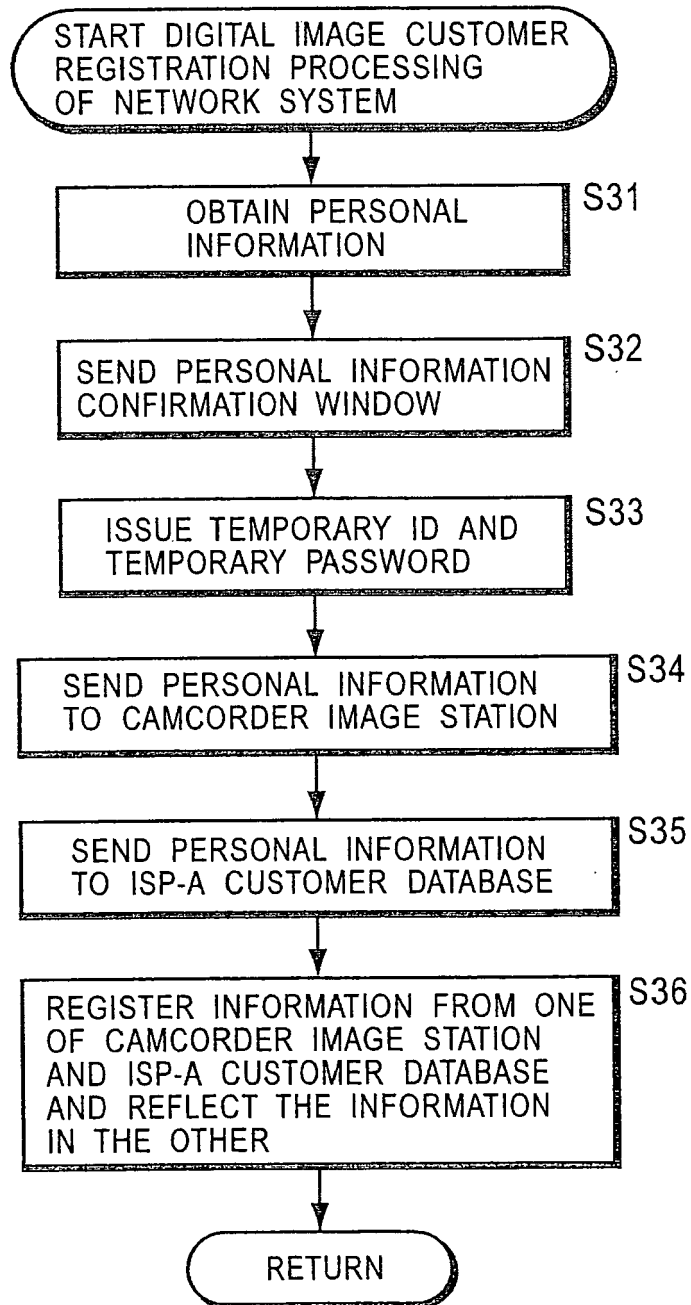 START DIGITAL IMAGE CUSTOMER
REGISTRATION PROCESSING
OF NETWORK SYSTEM
S31
OBTAIN PERSONAL
INFORMATION
S32
SEND PERSONAL INFORMATION
CONFIRMATION WINDOW
S33
ISSUE TEMPORARY ID AND
TEMPORARY PASSWORD
S34
SEND PERSONAL INFORMATION
TO CAMCORDER IMAGE STATION
S35
SEND PERSONAL INFORMATION
TO ISP-A CUSTOMER DATABASE
S36
REGISTER INFORMATION FROM ONE
OF CAMCORDER IMAGE STATION
AND ISP-A CUSTOMER DATABASE
AND REFLECT THE INFORMATION
IN THE OTHER
RETURN